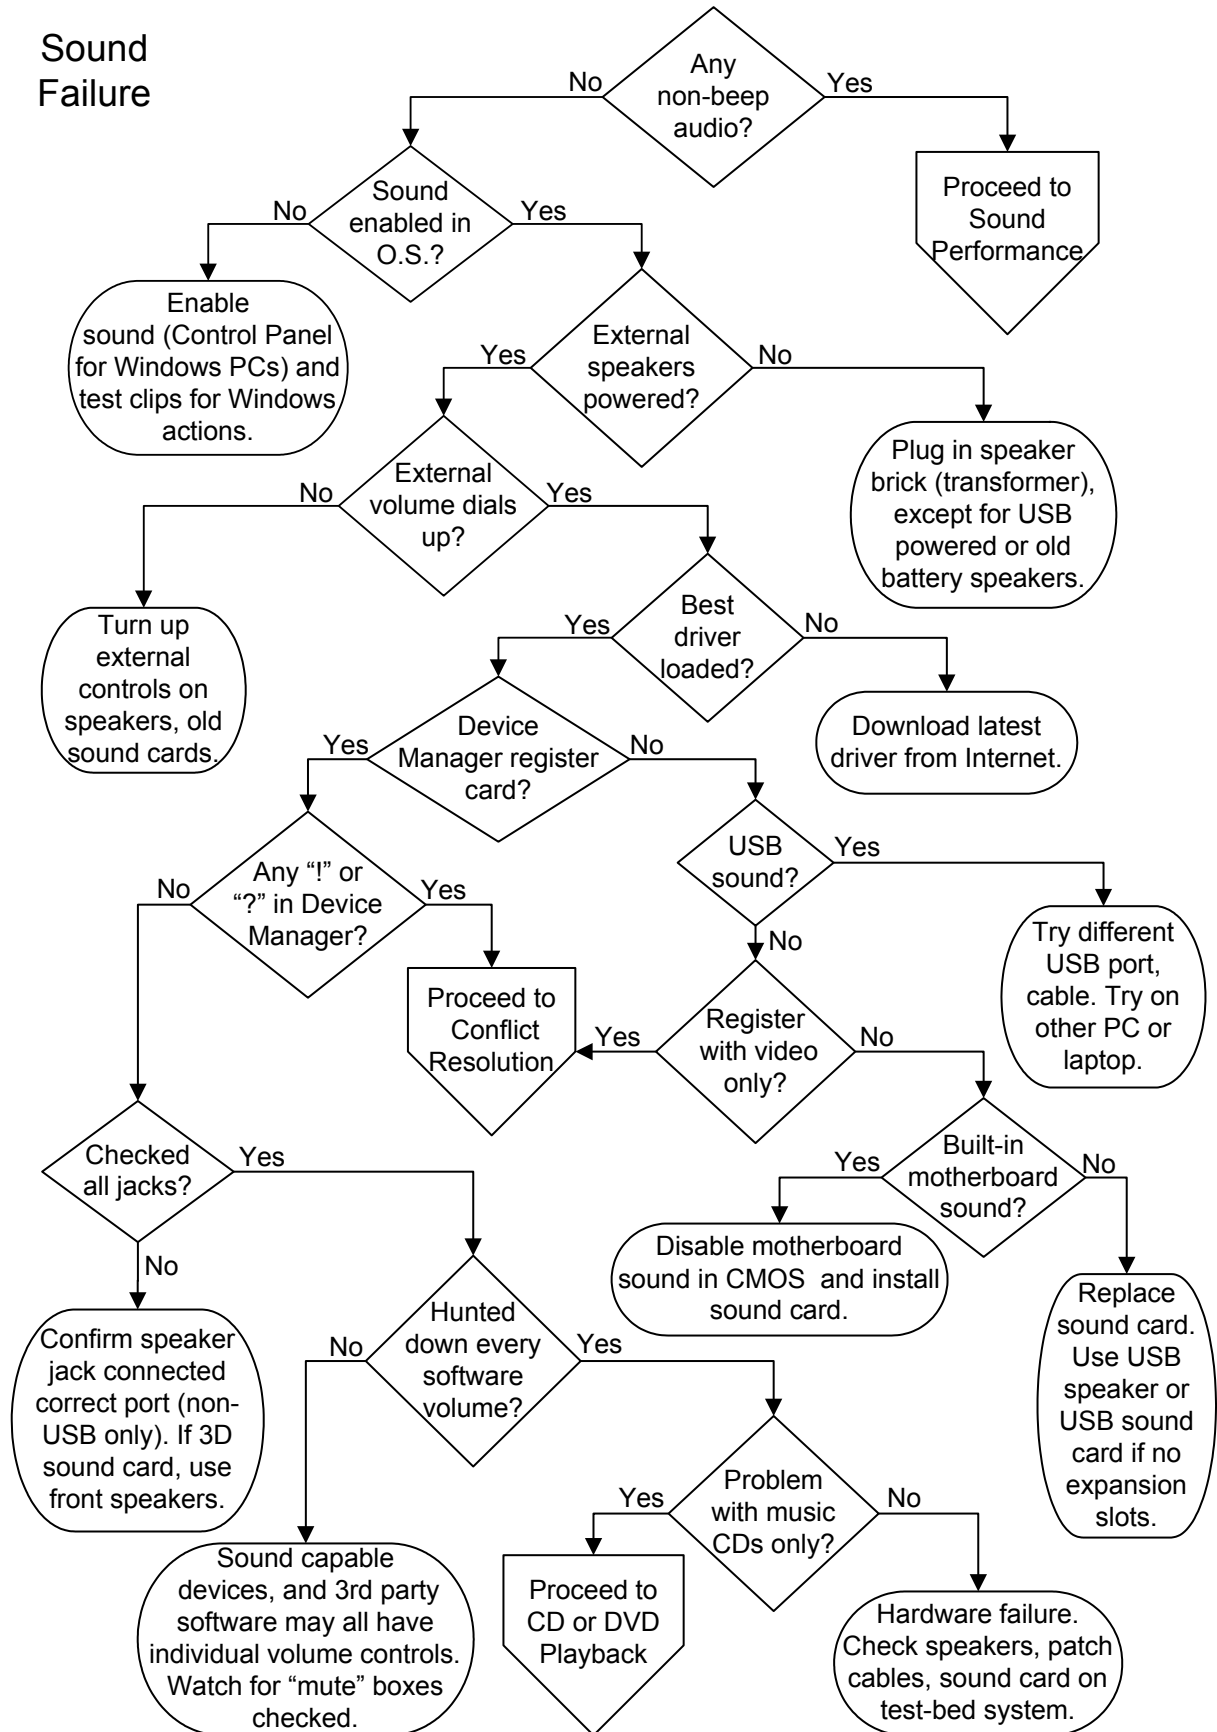 Sound
Failure
Any
non-beep
audio?
No
Yes
Proceed to
Sound
Performance
Sound
enabled in
O.S.?
No
Yes
Enable
sound (Control Panel
for Windows PCs) and
test clips for Windows
actions.
External
speakers
powered?
Yes
No
Plug in speaker
brick (transformer),
except for USB
powered or old
battery speakers.
External
volume dials
up?
No
Yes
Turn up
external
controls on
speakers, old
sound cards.
Best
driver
loaded?
Yes
No
Download latest
driver from Internet.
Device
Manager register
card?
Yes
No
Any “!” or
“?” in Device
Manager?
No
Yes
USB
sound?
Yes
No
Try different
USB port,
cable. Try on
other PC or
laptop.
Proceed to
Conflict
Resolution
Register
with video
only?
Yes
No
Built-in
motherboard
sound?
Yes
No
Checked
all jacks?
Yes
No
Disable motherboard
sound in CMOS and install
sound card.
Replace
sound card.
Use USB
speaker or
USB sound
card if no
expansion
slots.
Confirm speaker
jack connected
correct port (non-
USB only). If 3D
sound card, use
front speakers.
Hunted
down every
software
volume?
No
Yes
Problem
with music
CDs only?
Yes
No
Sound capable
devices, and 3rd party
software may all have
individual volume controls.
Watch for “mute” boxes
checked.
Proceed to
CD or DVD
Playback
Hardware failure.
Check speakers, patch
cables, sound card on
test-bed system.